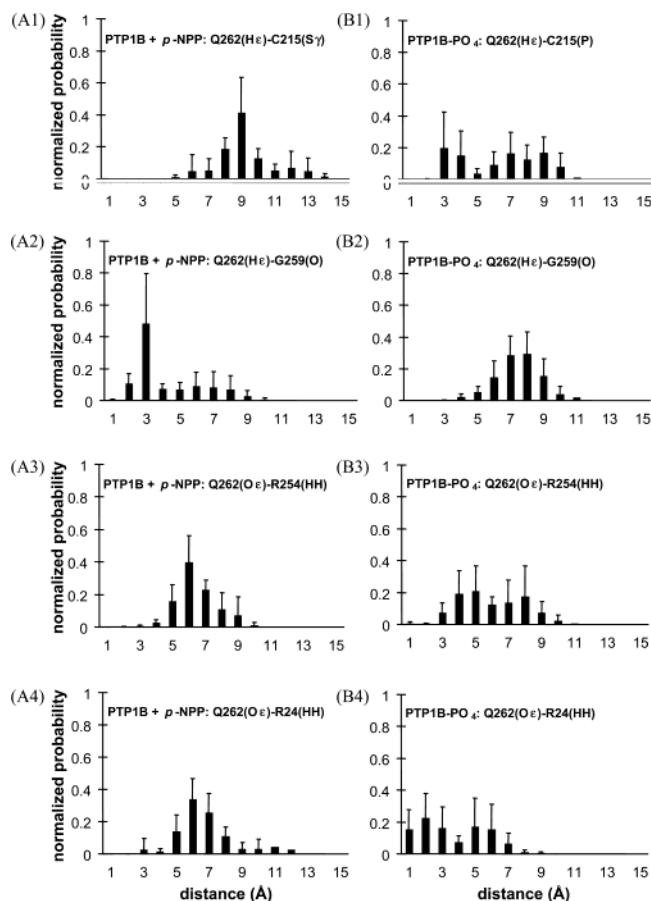 (A1)
PTP1B + p-NPP: Q262(Hε)-C215(Sγ)
normalized probability
1
0.8
0.6
0.4
0.2
0
1 3 5 7 9 11 13 15
(B1)
PTP1B-PO4: Q262(Hε)-C215(P)
1
0.8
0.6
0.4
0.2
0
1 3 5 7 9 11 13 15
(A2)
PTP1B + p-NPP: Q262(Hε)-G259(O)
normalized probability
1
0.8
0.6
0.4
0.2
0
1 3 5 7 9 11 13 15
(B2)
PTP1B-PO4: Q262(Hε)-G259(O)
1
0.8
0.6
0.4
0.2
0
1 3 5 7 9 11 13 15
(A3)
PTP1B + p-NPP: Q262(Oε)-R254(HH)
normalized probability
1
0.8
0.6
0.4
0.2
0
1 3 5 7 9 11 13 15
(B3)
PTP1B-PO4: Q262(Oε)-R254(HH)
1
0.8
0.6
0.4
0.2
0
1 3 5 7 9 11 13 15
(A4)
PTP1B + p-NPP: Q262(Oε)-R24(HH)
normalized probability
1
0.8
0.6
0.4
0.2
0
1 3 5 7 9 11 13 15
distance (Å)
(B4)
PTP1B-PO4: Q262(Oε)-R24(HH)
1
0.8
0.6
0.4
0.2
0
1 3 5 7 9 11 13 15
distance (Å)